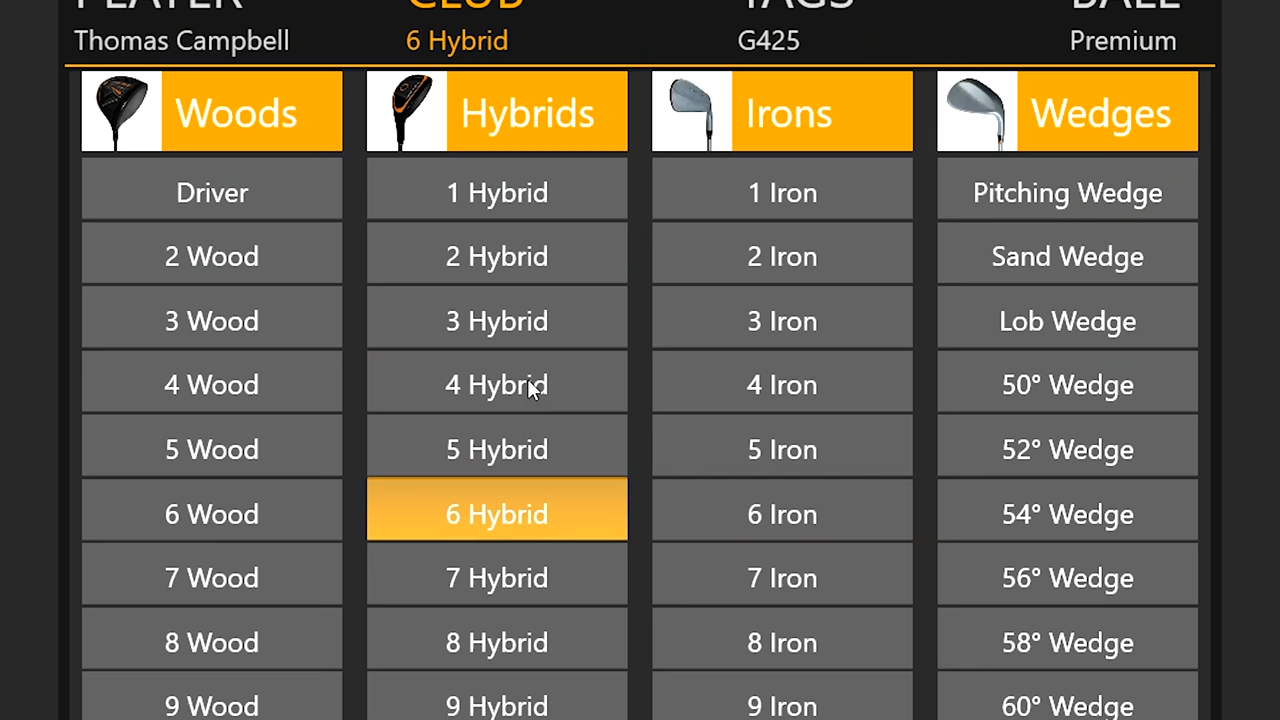 PLAYER CLUB TAGS BALL
Thomas Campbell 6 Hybrid G425 Premium
Woods Hybrids Irons Wedges
Driver 1 Hybrid 1 Iron Pitching Wedge
2 Wood 2 Hybrid 2 Iron Sand Wedge
3 Wood 3 Hybrid 3 Iron Lob Wedge
4 Wood 4 Hybrid 4 Iron 50° Wedge
5 Wood 5 Hybrid 5 Iron 52° Wedge
6 Wood 6 Hybrid 6 Iron 54° Wedge
7 Wood 7 Hybrid 7 Iron 56° Wedge
8 Wood 8 Hybrid 8 Iron 58° Wedge
9 Wood 9 Hybrid 9 Iron 60° Wedge